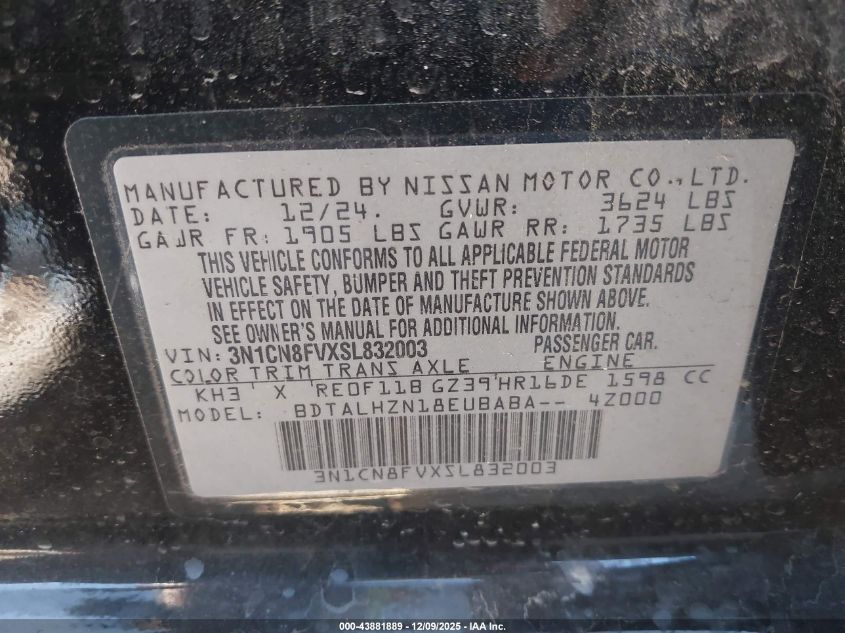 MANUFACTURED BY NISSAN MOTOR CO., LTD.
DATE: 12/24. GVWR: 3624 LBS
GAWR FR: 1905 LBS GAWR RR: 1735 LBS
THIS VEHICLE CONFORMS TO ALL APPLICABLE FEDERAL MOTOR
VEHICLE SAFETY, BUMPER AND THEFT PREVENTION STANDARDS
IN EFFECT ON THE DATE OF MANUFACTURE SHOWN ABOVE.
SEE OWNER'S MANUAL FOR ADDITIONAL INFORMATION.
VIN: 3N1CN8FVXSL832003 PASSENGER CAR.
COLOR TRIM TRANS AXLE ENGINE
KH3 X RE0F11B GZ39 HR16DE 1598 CC
MODEL: BDTALHZN18EUBABA-- 4Z000
3N1CN8FVXSL832003
000-43881889 | 12/09/2025 - IAA Inc.